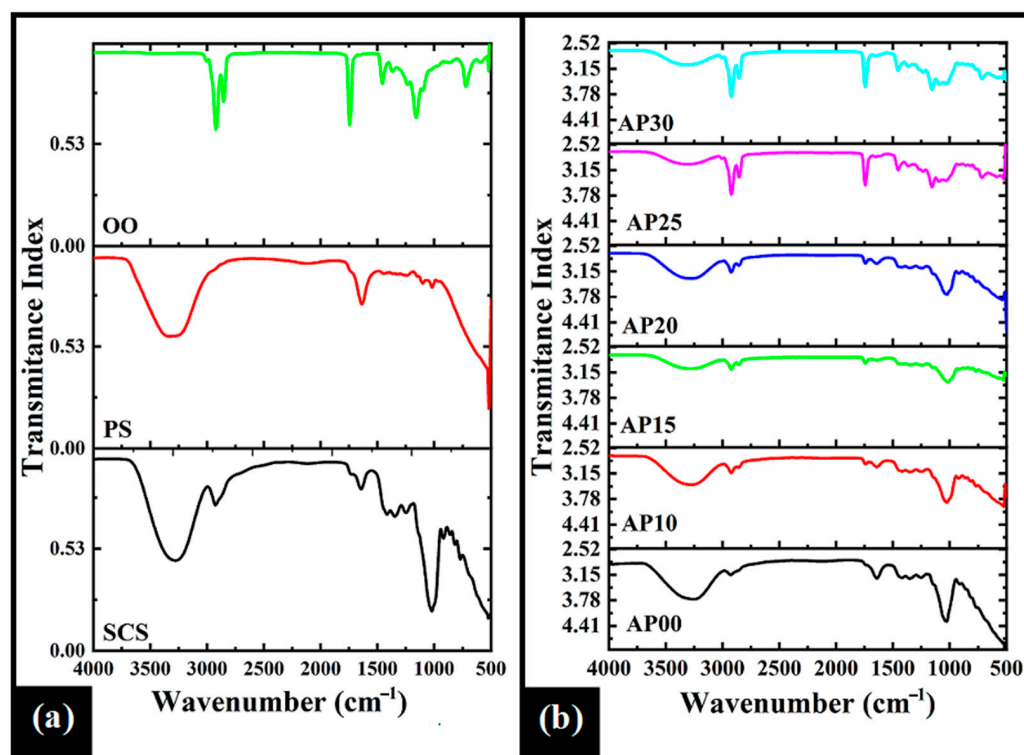 Transmitance Index
OO
0.53
0.00
PS
0.53
0.00
SCS
0.53
0.00
4000 3500 3000 2500 2000 1500 1000 500
Wavenumber (cm⁻¹)
(a)
Transmitance Index
2.52
3.15
3.78
4.41
AP30
2.52
3.15
3.78
4.41
AP25
2.52
3.15
3.78
4.41
AP20
2.52
3.15
3.78
4.41
AP15
2.52
3.15
3.78
4.41
AP10
2.52
3.15
3.78
4.41
AP00
4000 3500 3000 2500 2000 1500 1000 500
Wavenumber (cm⁻¹)
(b)